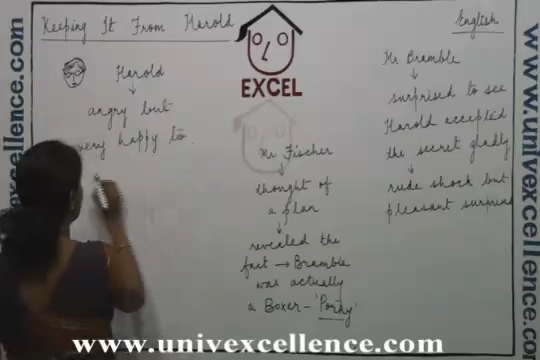 Keeping It From Harold
English
EXCEL
Harold
angry but
very happy to
Mr. Fischer
thought of
a plan
revealed the
fact → Bramble
was actually
a Boxer - 'Porky'
Mr. Bramble
surprised to see
Harold accepted
the secret gladly
rude shock but
pleasant surprise
www.univexcellence.com
www.univexcellence.com
www.univexcellence.com